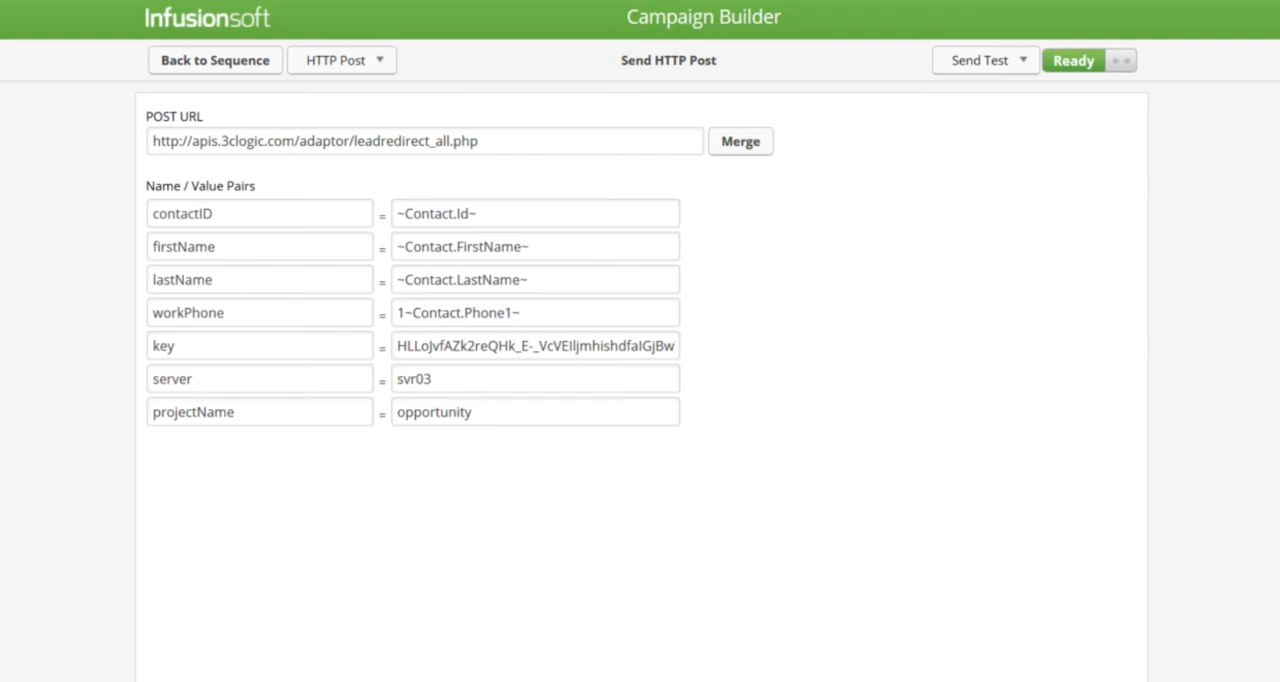 Infusionsoft
Campaign Builder
Back to Sequence
HTTP Post
Send HTTP Post
Send Test
Ready
POST URL
http://apis.3clogic.com/adaptor/leadredirect_all.php
Merge
Name / Value Pairs
contactID = ~Contact.Id~
firstName = ~Contact.FirstName~
lastName = ~Contact.LastName~
workPhone = 1~Contact.Phone1~
key =
server = svr03
projectName = opportunity